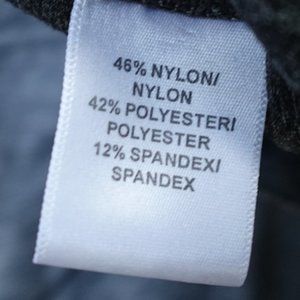 46% NYLON/
NYLON
42% POLYESTER/
POLYESTER
12% SPANDEX/
SPANDEX